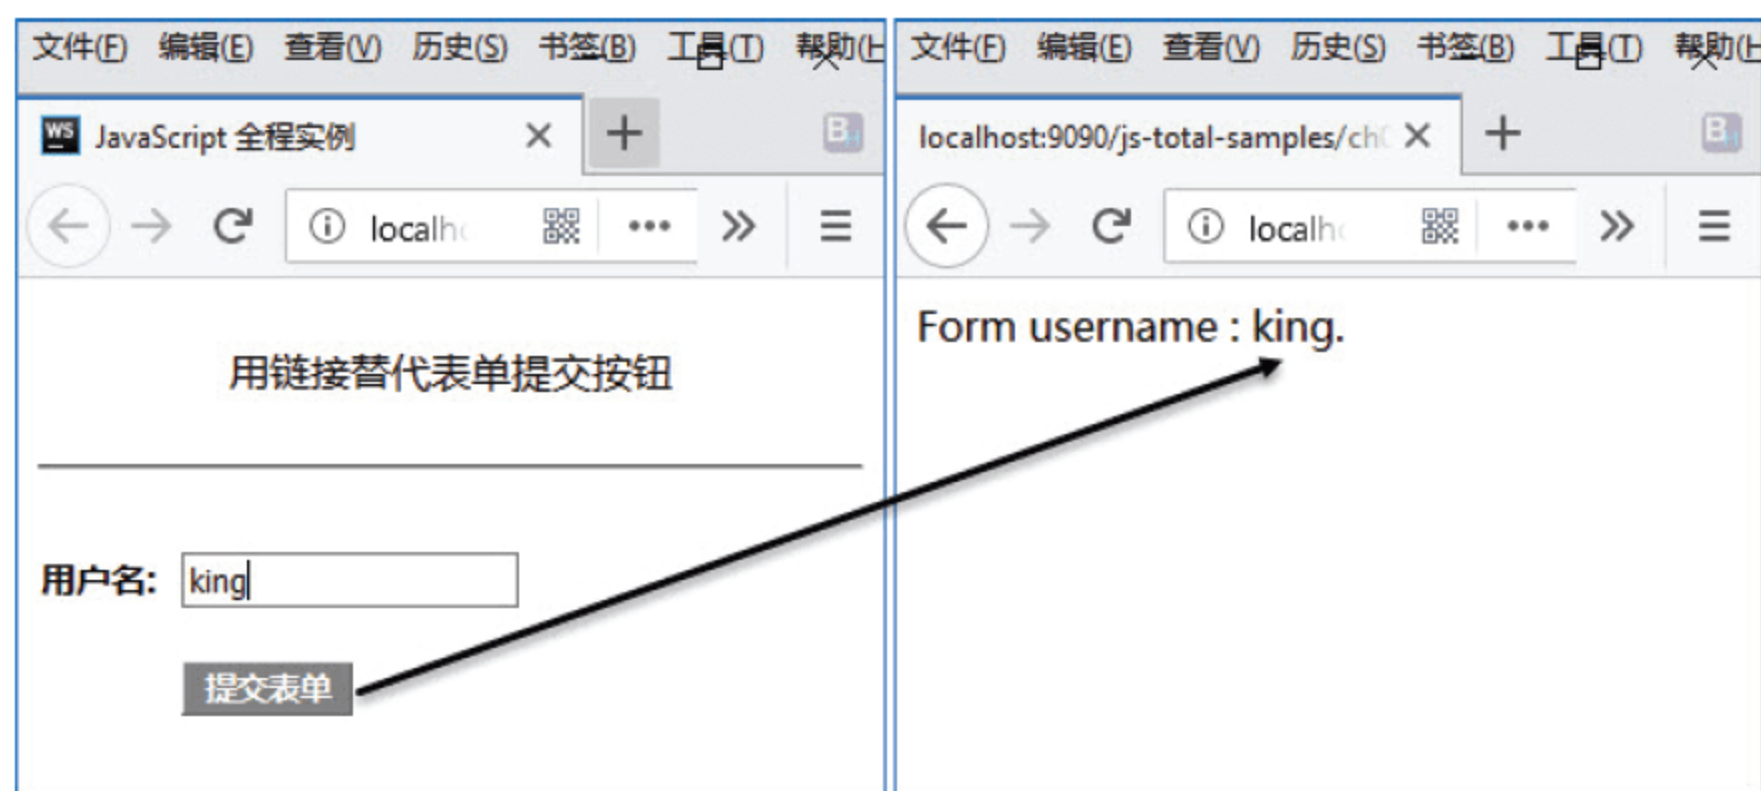 文件(F) 编辑(E) 查看(V) 历史(S) 书签(B) 工具(T) 帮助(H
WS JavaScript 全程实例
localh
用链接替代表单提交按钮
用户名: king
提交表单
文件(F) 编辑(E) 查看(V) 历史(S) 书签(B) 工具(T) 帮助(H
localhost:9090/js-total-samples/ch
localh
Form username : king.